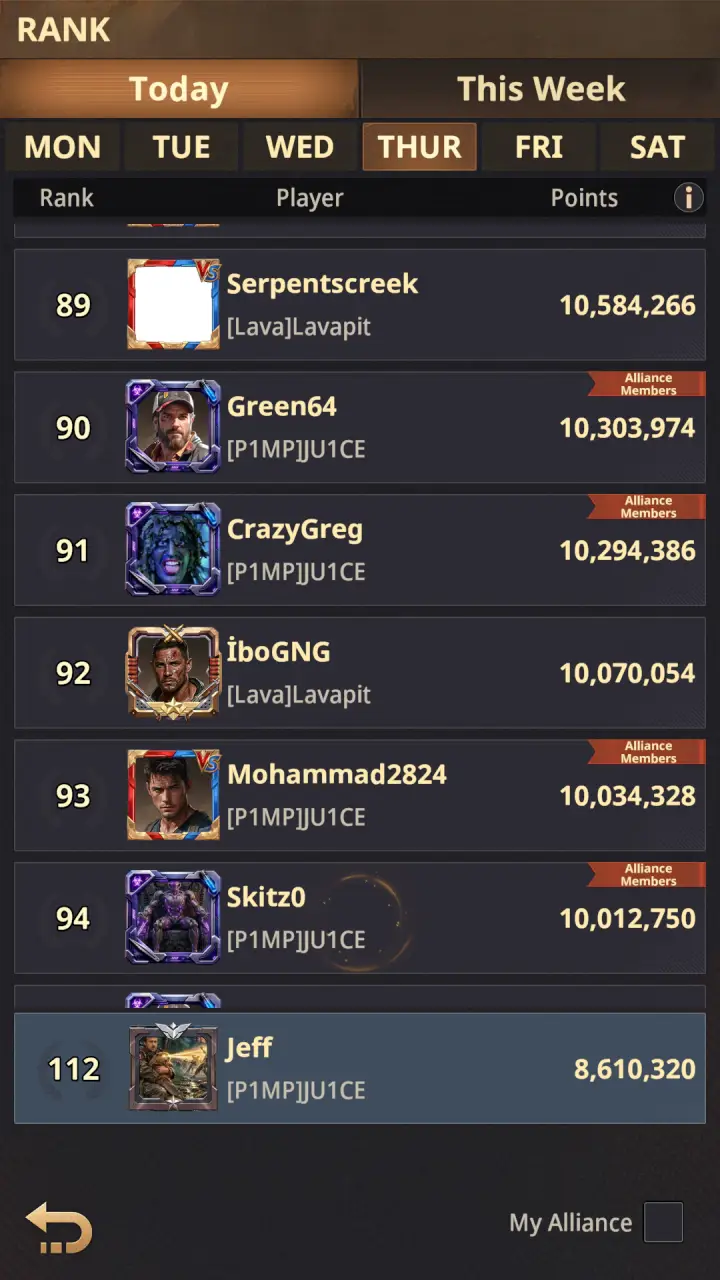 RANK
Today
This Week
MON TUE WED THUR FRI SAT
Rank Player Points
89 Serpentscreek 10,584,266
[Lava]Lavapit
VS
Alliance Members
90 Green64 10,303,974
[P1MP]JU1CE
Alliance Members
91 CrazyGreg 10,294,386
[P1MP]JU1CE
92 İboGNG 10,070,054
[Lava]Lavapit
Alliance Members
93 Mohammad2824 10,034,328
[P1MP]JU1CE
VS
Alliance Members
94 Skitz0 10,012,750
[P1MP]JU1CE
112 Jeff 8,610,320
[P1MP]JU1CE
My Alliance